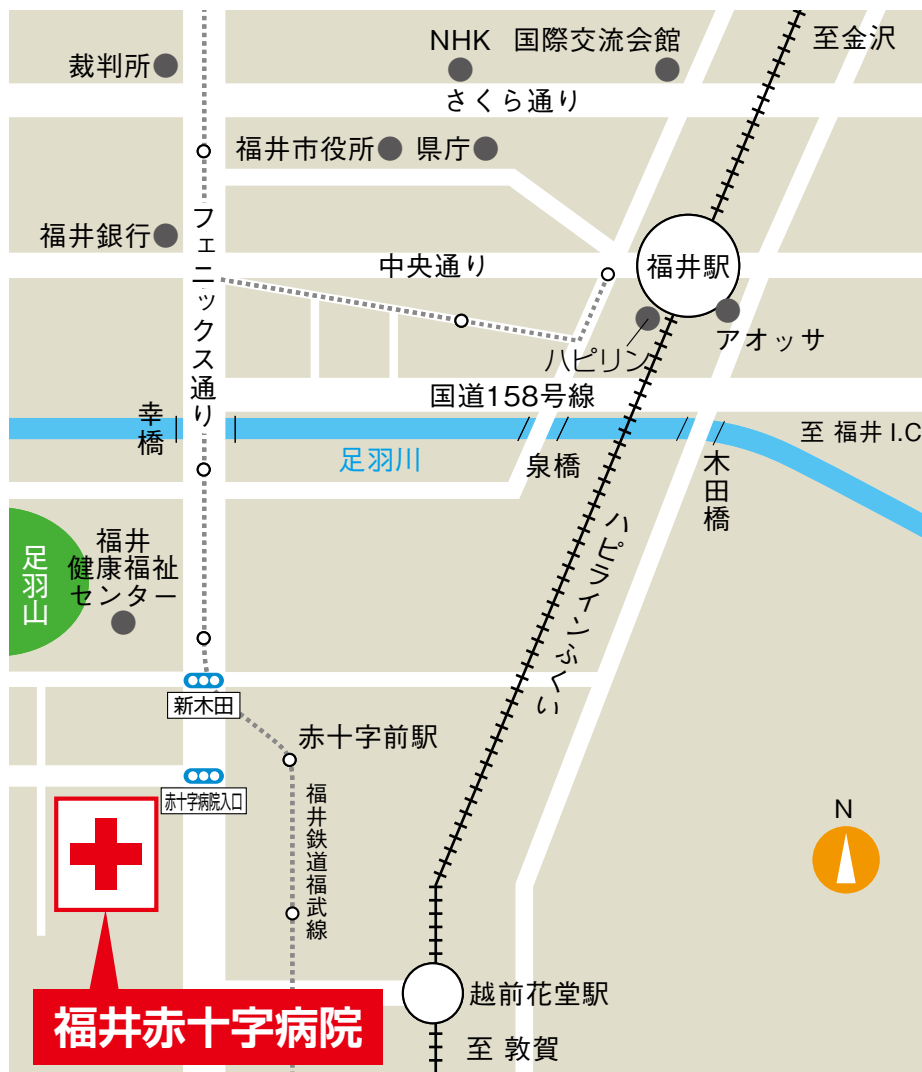 NHK
国際交流会館
至金沢
裁判所
さくら通り
福井市役所
県庁
フェニックス通り
福井銀行
中央通り
福井駅
ハピリン
アオッサ
国道158号線
幸橋
足羽川
泉橋
木田橋
至 福井 I.C
足羽山
福井
健康福祉
センター
ハピラインふくい
新木田
赤十字前駅
赤十字病院入口
福井鉄道福武線
N
越前花堂駅
福井赤十字病院
至 敦賀